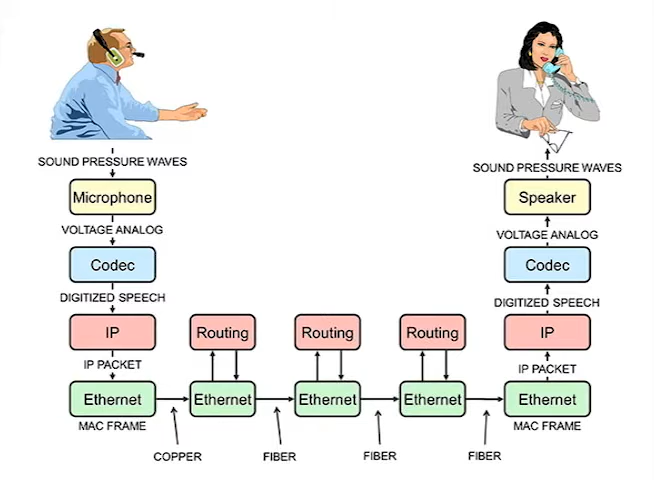 SOUND PRESSURE WAVES
Microphone
VOLTAGE ANALOG
Codec
DIGITIZED SPEECH
IP
IP PACKET
Ethernet
MAC FRAME
COPPER
Routing
Ethernet
FIBER
Routing
Ethernet
FIBER
Routing
Ethernet
FIBER
SOUND PRESSURE WAVES
Speaker
VOLTAGE ANALOG
Codec
DIGITIZED SPEECH
IP
IP PACKET
Ethernet
MAC FRAME